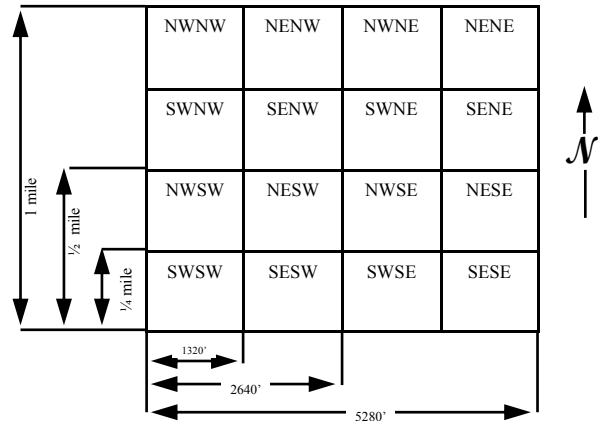 NWNW NENW NWNE NENE
SWNW SENW SWNE SENE
N
1 mile
½ mile
NWSW NESW NWSE NESE
¼ mile
SWSW SESW SWSE SESE
1320’
2640’
5280’